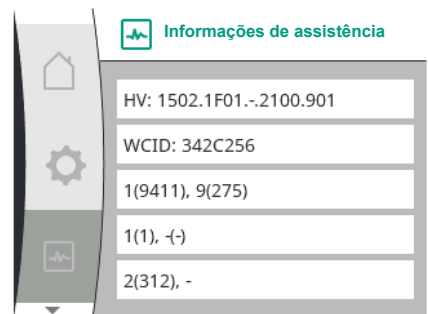 Informações de assistência
HV: 1502.1F01.-.2100.901
WCID: 342C256
1(9411), 9(275)
1(1), -(-)
2(312), -